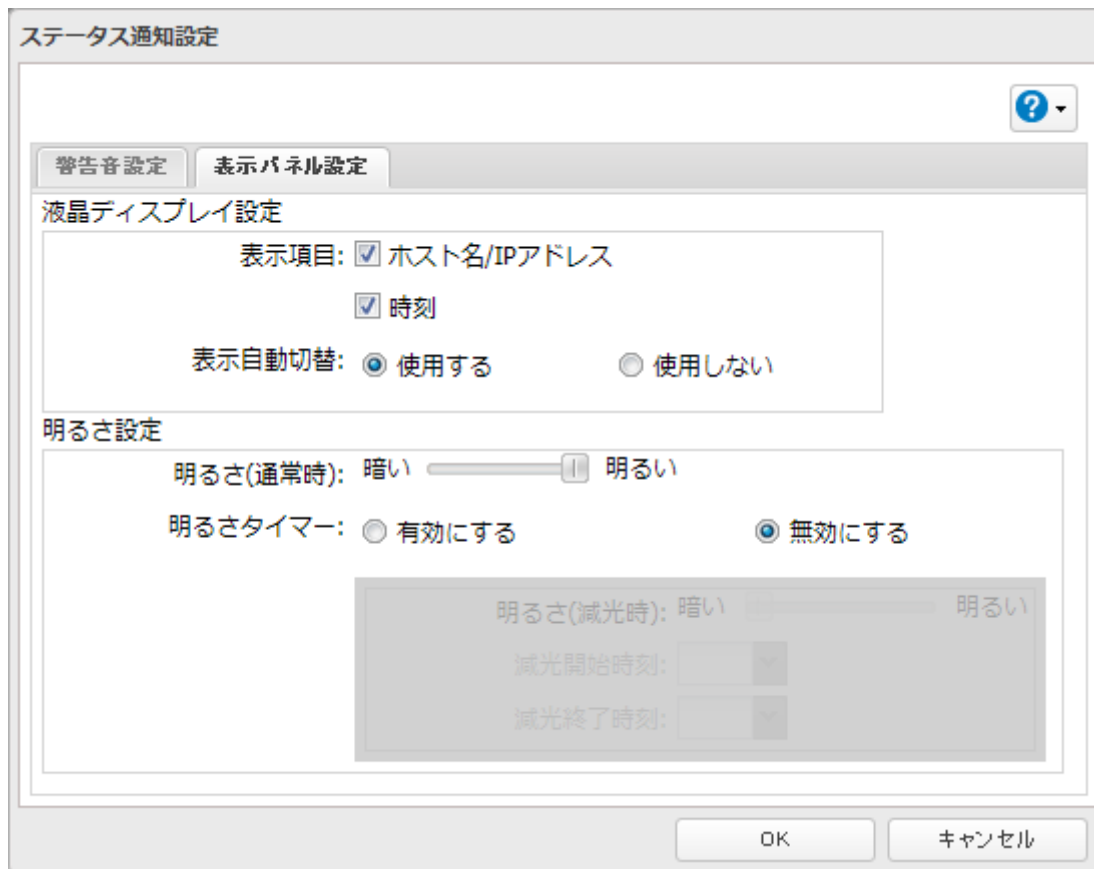 ステータス通知設定
警告音設定 表示パネル設定
液晶ディスプレイ設定
表示項目: ホスト名/IPアドレス
時刻
表示自動切替: 使用する 使用しない
明るさ設定
明るさ(通常時): 暗い 明るい
明るさタイマー: 有効にする 無効にする
明るさ(減光時): 暗い 明るい
減光開始時刻:
減光終了時刻:
OK キャンセル